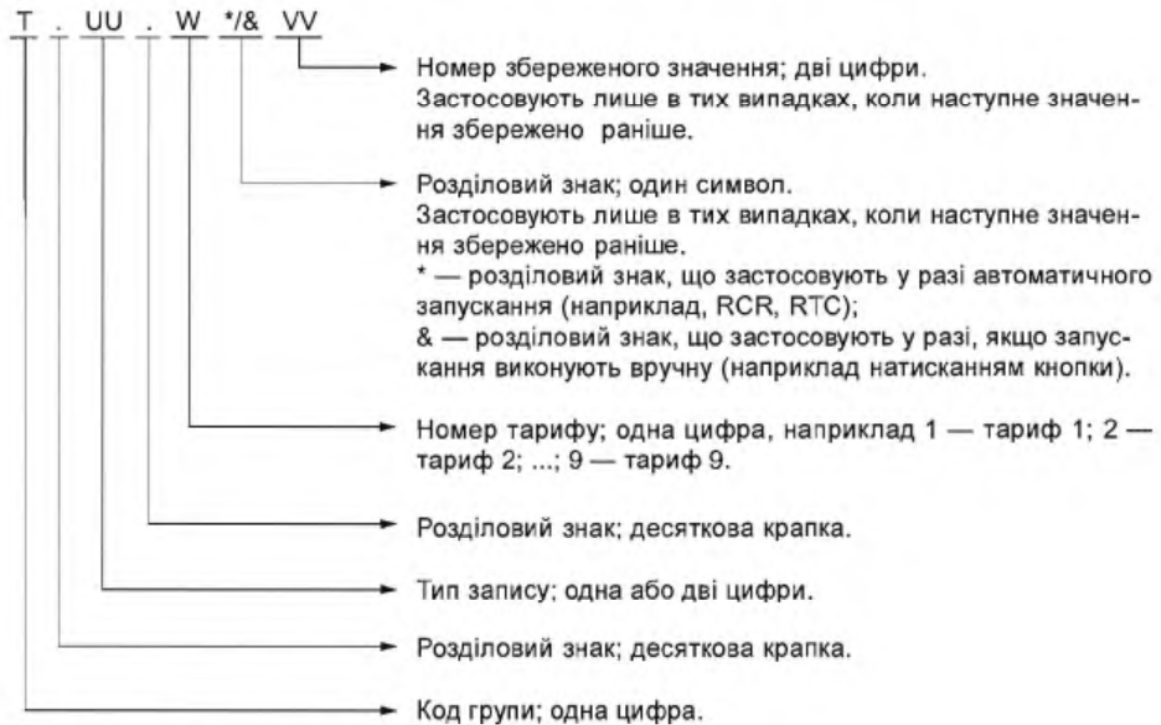 T . UU . W */& VV
Номер збереженого значення; дві цифри.
Застосовують лише в тих випадках, коли наступне значен-
ня збережено раніше.
Розділовий знак; один символ.
Застосовують лише в тих випадках, коли наступне значен-
ня збережено раніше.
* — розділовий знак, що застосовують у разі автоматичного
запускання (наприклад, RCR, RTC);
& — розділовий знак, що застосовують у разі, якщо запус-
кання виконують вручну (наприклад натисканням кнопки).
Номер тарифу; одна цифра, наприклад 1 — тариф 1; 2 —
тариф 2; ...; 9 — тариф 9.
Розділовий знак; десяткова крапка.
Тип запису; одна або дві цифри.
Розділовий знак; десяткова крапка.
Код групи; одна цифра.